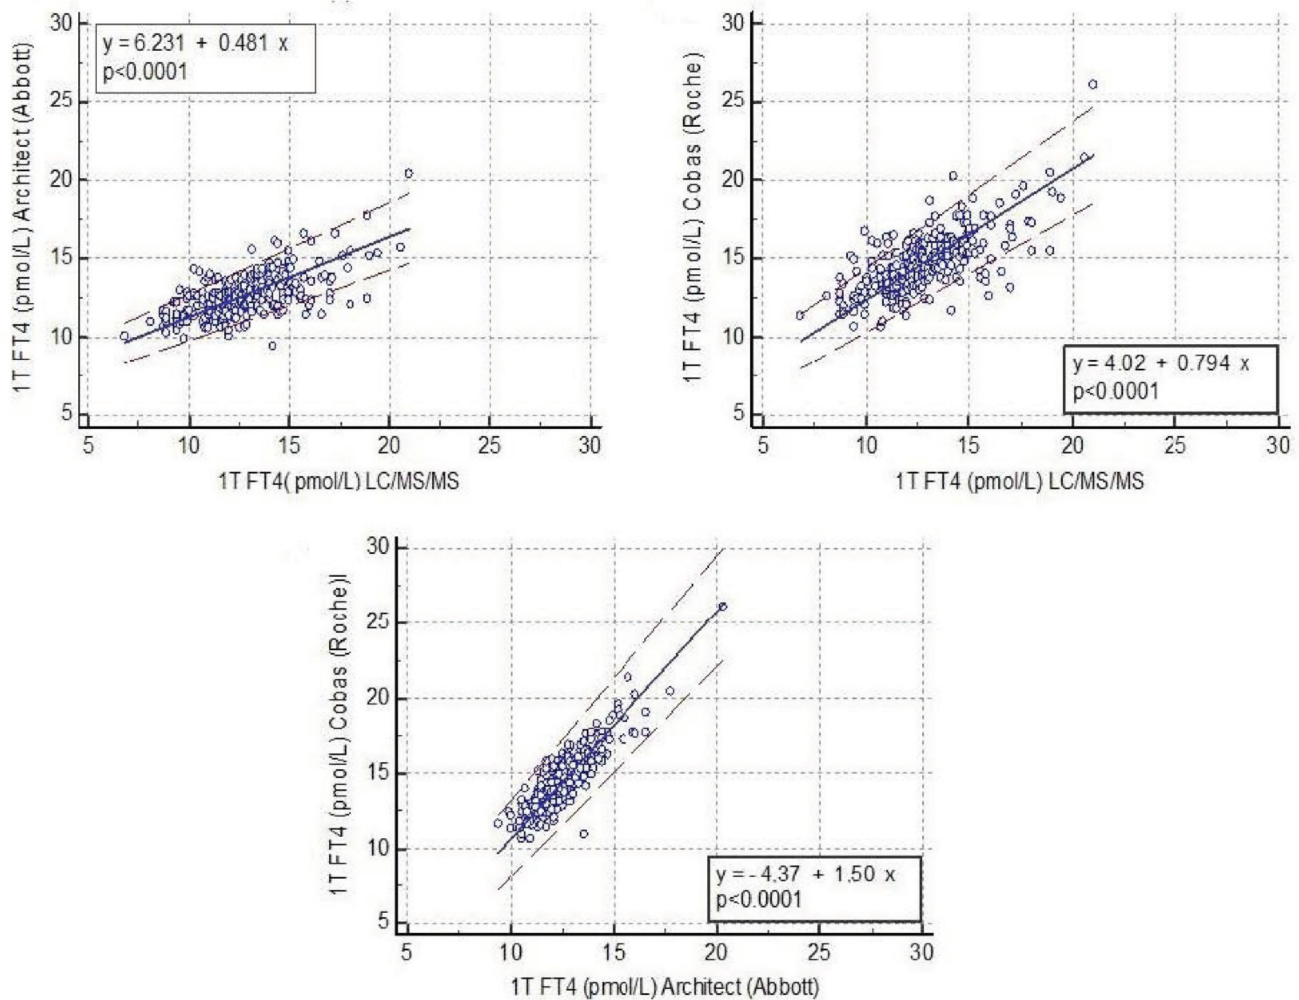 30
25
20
15
10
5
1T FT4 (pmol/L) Architect (Abbott)
y = 6.231 + 0.481 x
p<0.0001
5 10 15 20 25 30
1T FT4( pmol/L) LC/MS/MS
30
25
20
15
10
5
1T FT4 (pmol/L) Cobas (Roche)
y = 4.02 + 0.794 x
p<0.0001
5 10 15 20 25 30
1T FT4 (pmol/L) LC/MS/MS
30
25
20
15
10
5
1T FT4 (pmol/L) Cobas (Roche)l
y = - 4.37 + 1.50 x
p<0.0001
5 10 15 20 25 30
1T FT4 (pmol/L) Architect (Abbott)